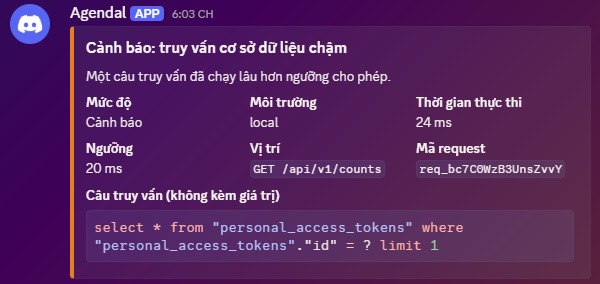 Agendal APP 6:03 CH
Cảnh báo: truy vấn cơ sở dữ liệu chậm
Một câu truy vấn đã chạy lâu hơn ngưỡng cho phép.
Mức độ Môi trường Thời gian thực thi
Cảnh báo local 24 ms
Ngưỡng Vị trí Mã request
20 ms GET /api/v1/counts req_bc7C0WzB3UnsZvvY
Câu truy vấn (không kèm giá trị)
select * from "personal_access_tokens" where
"personal_access_tokens"."id" = ? limit 1